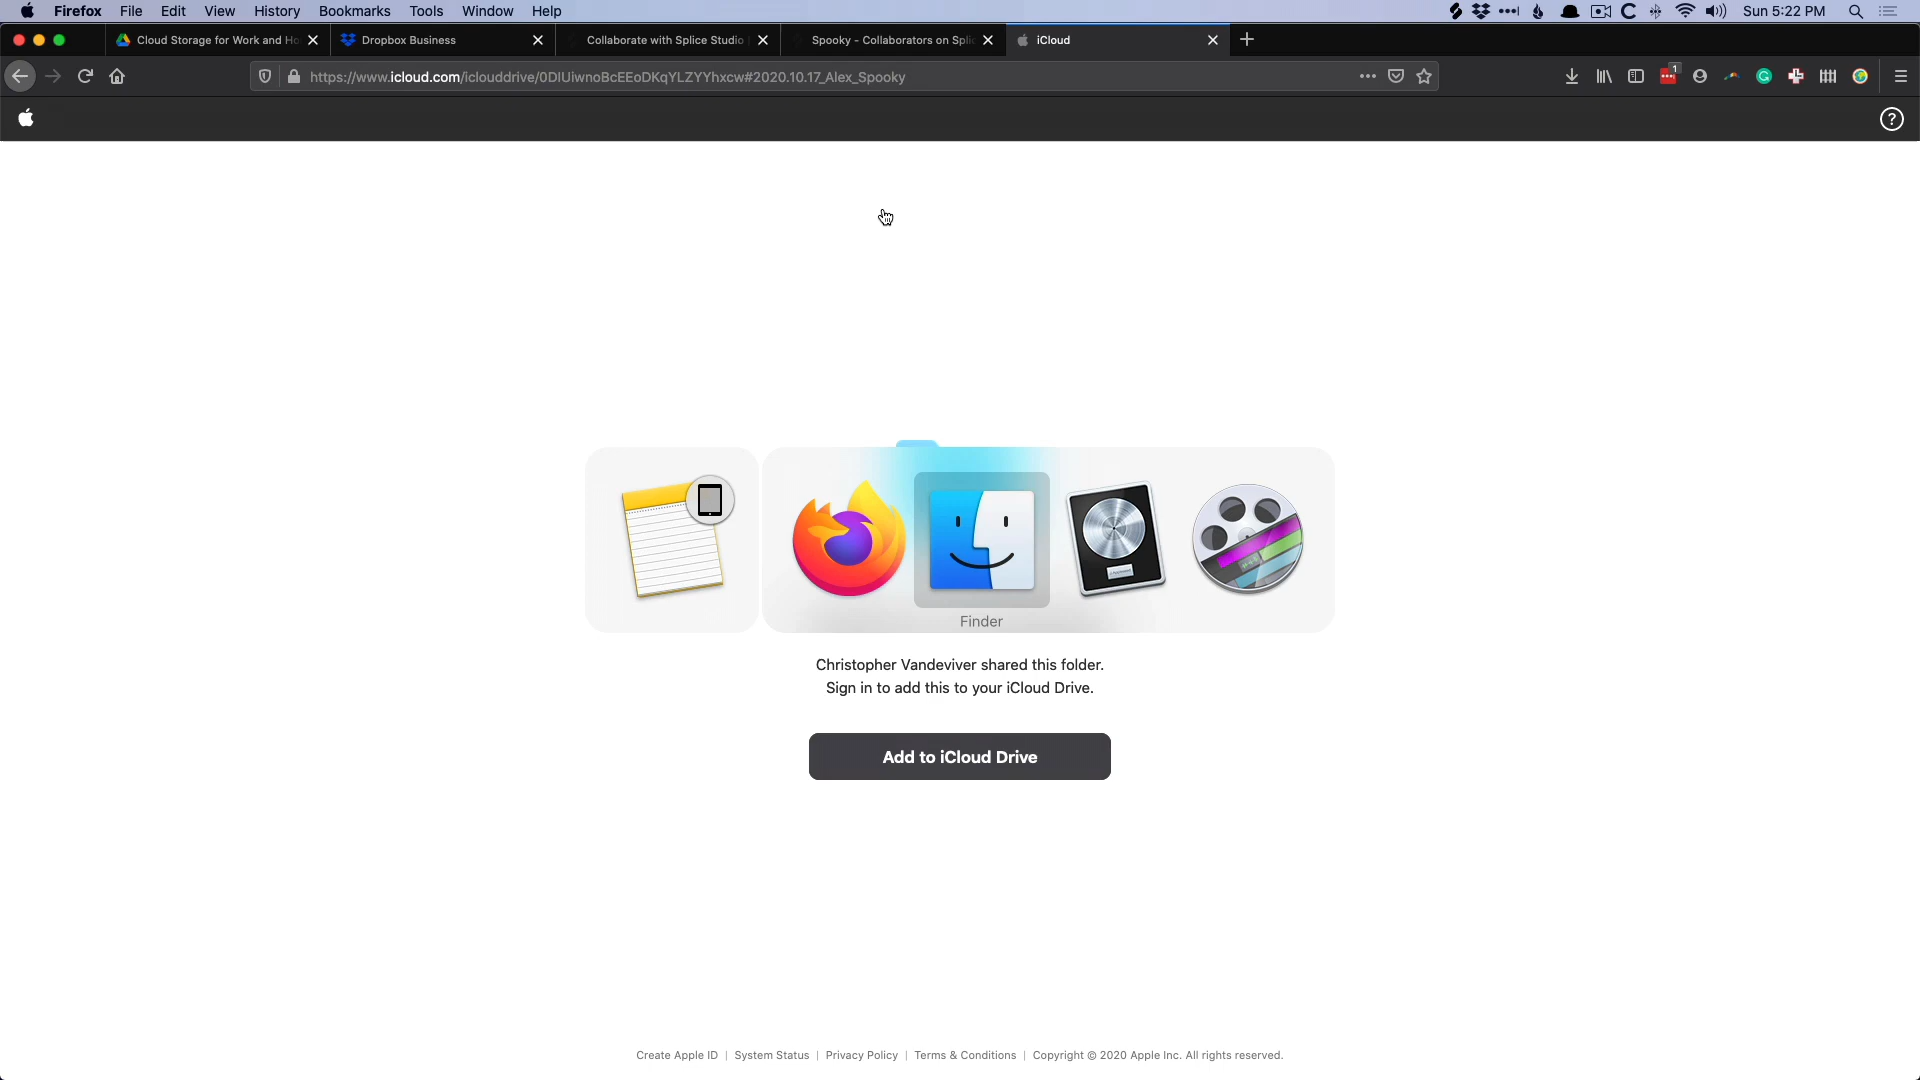 Firefox File Edit View History Bookmarks Tools Window Help Sun 5:22 PM
Cloud Storage for Work and Ho Dropbox Business Collaborate with Splice Studio Spooky - Collaborators on Splic iCloud
https://www.icloud.com/iclouddrive/0DIUiwnoBcEEoDKqYLZYYhxcw#2020.10.17_Alex_Spooky 1
?
Finder
Christopher Vandeviver shared this folder.
Sign in to add this to your iCloud Drive.
Add to iCloud Drive
Create Apple ID | System Status | Privacy Policy | Terms & Conditions | Copyright © 2020 Apple Inc. All rights reserved.